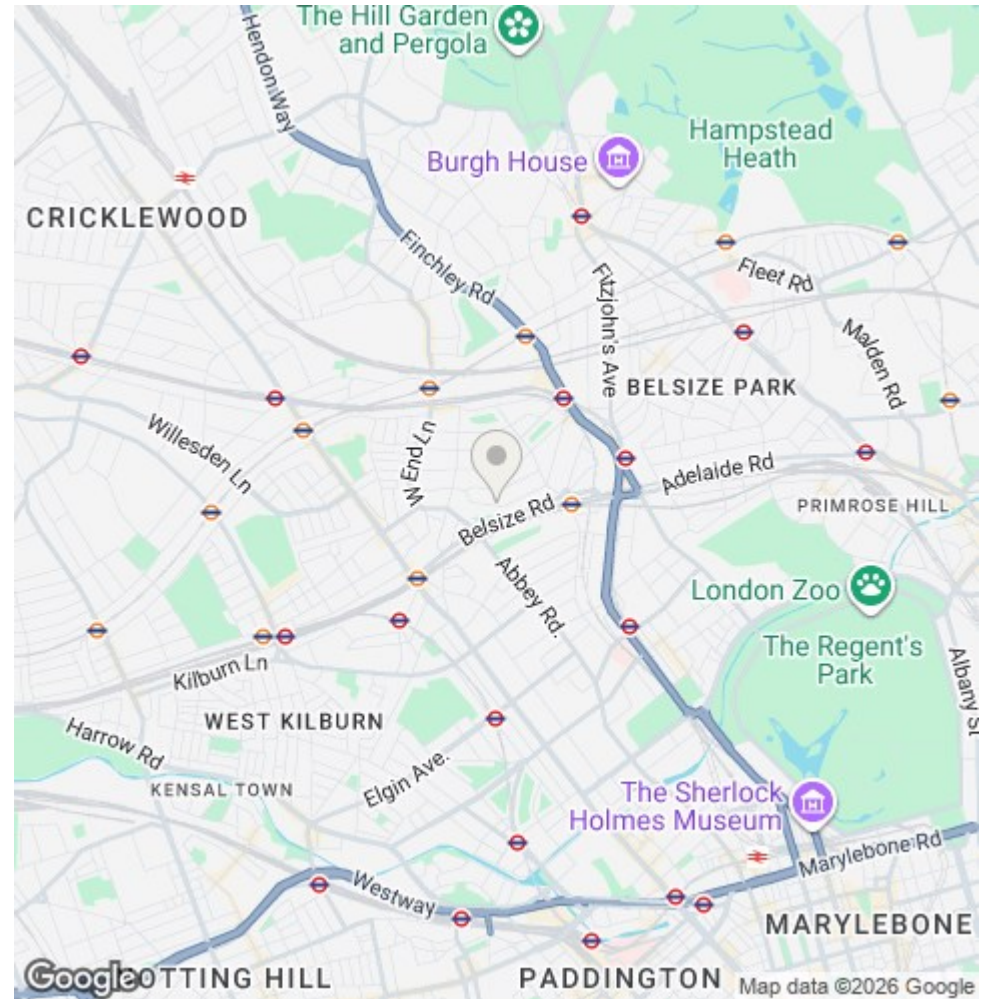 The Hill Garden
and Pergola
Hendon Way
Hampstead
Heath
Burgh House
CRICKLEWOOD
Finchley Rd
Fitzjohn's Ave
Fleet Rd
Malden Rd
BELSIZE PARK
Willesden Ln
W End Ln
Adelaide Rd
Belsize Rd
PRIMROSE HILL
Abbey Rd.
London Zoo
The Regent's
Park
Albany St
Kilburn Ln
WEST KILBURN
Harrow Rd
Elgin Ave.
KENSAL TOWN
The Sherlock
Holmes Museum
Marylebone Rd
Westway
MARYLEBONE
Google
OTTING HILL
PADDINGTON
Map data ©2026 Google